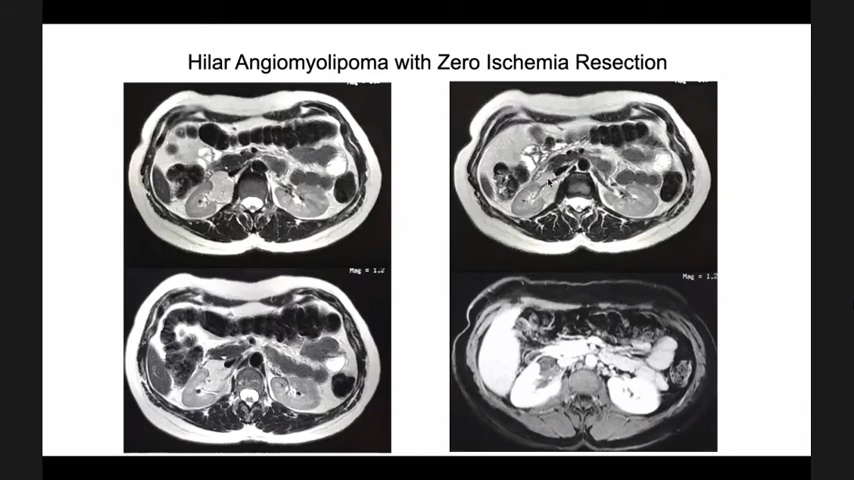 Hilar Angiomyolipoma with Zero Ischemia Resection
Mag = 1.2
Mag = 1.2